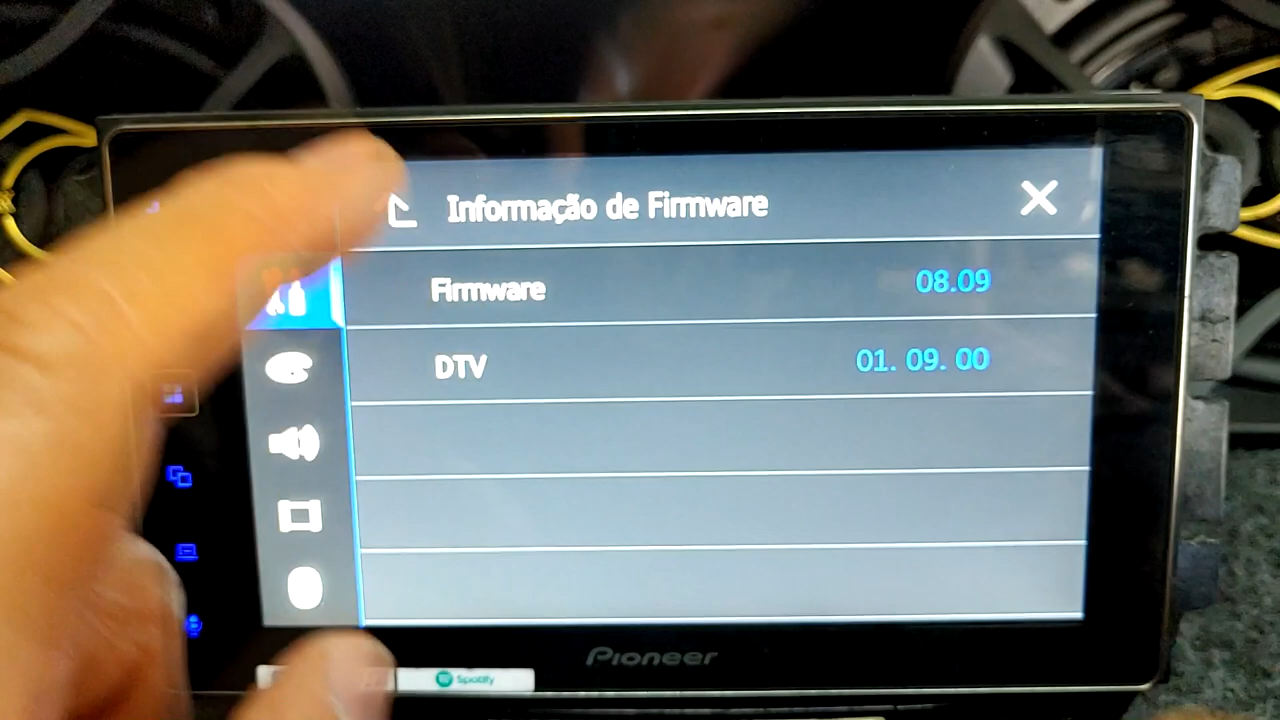 Informação de Firmware
Firmware 08.09
DTV 01. 09. 00
Pioneer
Spotify